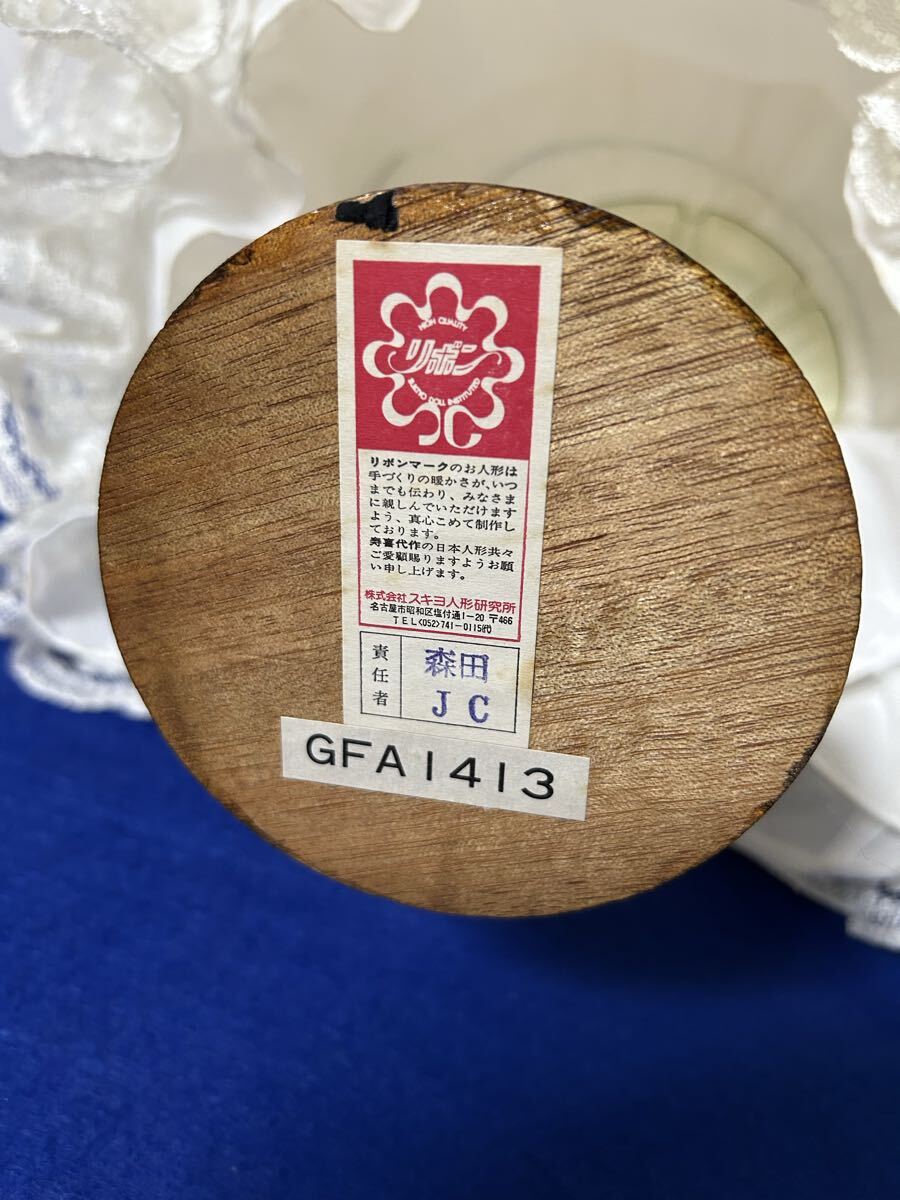 HIGH QUALITY
リボン
SUKIYO DOLL INSTITUTED
JC
リボンマークのお人形は
手づくりの暖かさが、いつ
までも伝わり、みなさま
に親しんでいただけます
よう、真心こめて制作し
ております。
寿喜代作の日本人形共々
ご愛顧賜りますようお願
い申し上げます。
株式会社スキヨ人形研究所
名古屋市昭和区塩付通1-20 〒466
TEL<052>741-0115㈹
責任者
森田
JC
GFA1413